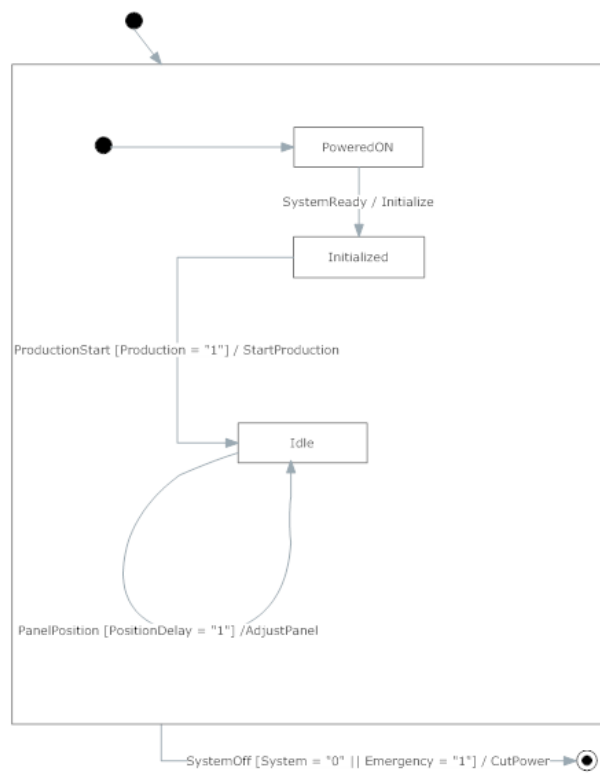 PoweredON
SystemReady / Initialize
Initialized
ProductionStart [Production = "1"] / StartProduction
Idle
PanelPosition [PositionDelay = "1"] /AdjustPanel
SystemOff [System = "0" || Emergency = "1"] / CutPower